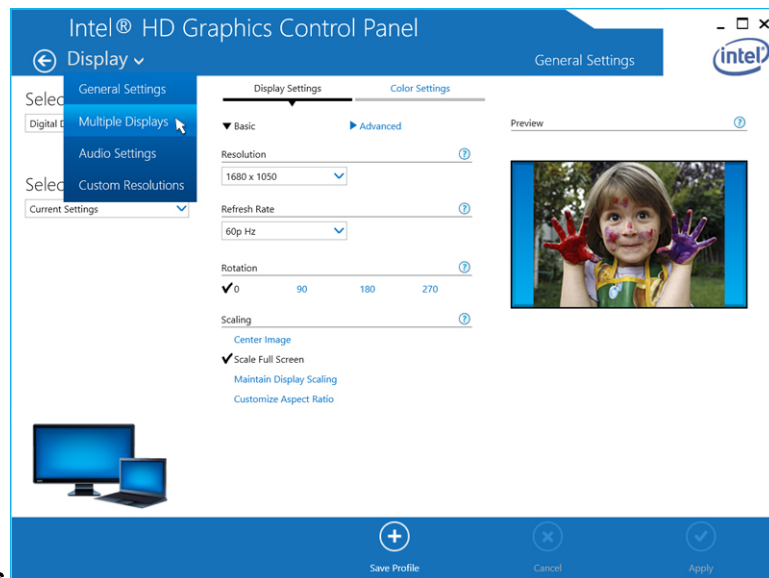 Intel® HD Graphics Control Panel
Display
General Settings
intel
General Settings
Multiple Displays
Audio Settings
Custom Resolutions
Selec
Digital D
Selec
Current Settings
Display Settings
Color Settings
Basic
Advanced
Resolution
?
1680 x 1050
Refresh Rate
?
60p Hz
Rotation
?
0 90 180 270
Scaling
?
Center Image
Scale Full Screen
Maintain Display Scaling
Customize Aspect Ratio
Preview
?
Save Profile
Cancel
Apply